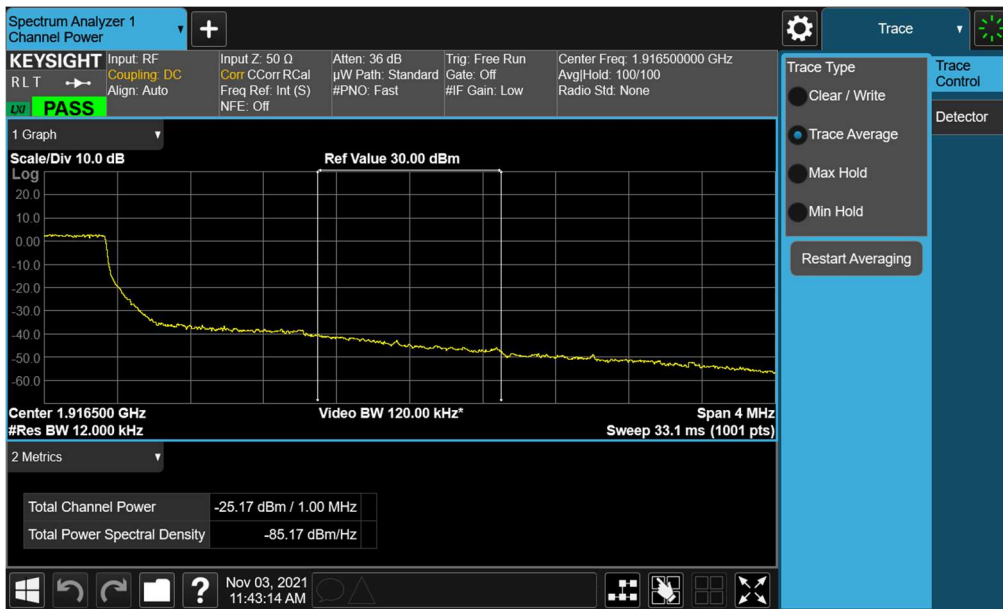 Spectrum Analyzer 1
Channel Power
Trace
KEYSIGHT
R L T
LXI
PASS
Input: RF
Coupling: DC
Align: Auto
Input Z: 50 Ω
Corr CCorr RCal
Freq Ref: Int (S)
NFE: Off
Atten: 36 dB
µW Path: Standard
#PNO: Fast
Trig: Free Run
Gate: Off
#IF Gain: Low
Center Freq: 1.916500000 GHz
Avg|Hold: 100/100
Radio Std: None
Trace Type
Clear / Write
Trace Average
Max Hold
Min Hold
Restart Averaging
Trace
Control
Detector
1 Graph
Scale/Div 10.0 dB
Ref Value 30.00 dBm
Log
20.0
10.0
0.00
-10.0
-20.0
-30.0
-40.0
-50.0
-60.0
Center 1.916500 GHz
#Res BW 12.000 kHz
Video BW 120.00 kHz*
Span 4 MHz
Sweep 33.1 ms (1001 pts)
2 Metrics
Total Channel Power -25.17 dBm / 1.00 MHz
Total Power Spectral Density -85.17 dBm/Hz
?
Nov 03, 2021
11:43:14 AM